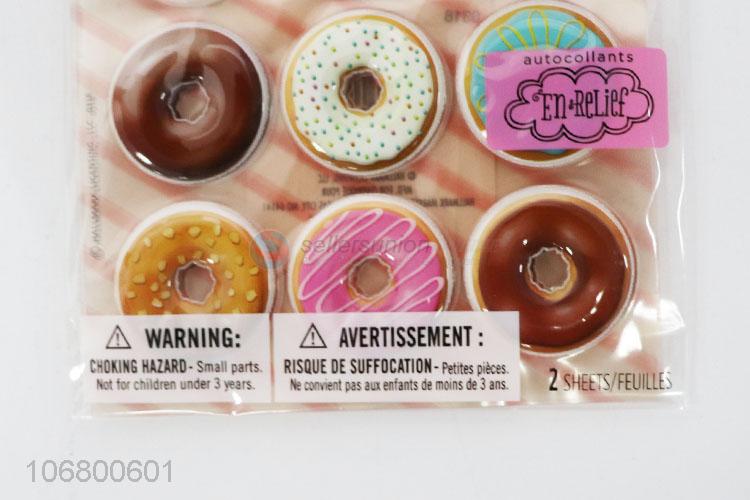 autocollants
En-Relief
sellersunion
WARNING:
CHOKING HAZARD - Small parts.
Not for children under 3 years.
AVERTISSEMENT :
RISQUE DE SUFFOCATION - Petites pièces.
Ne convient pas aux enfants de moins de 3 ans.
2 SHEETS/FEUILLES
106800601